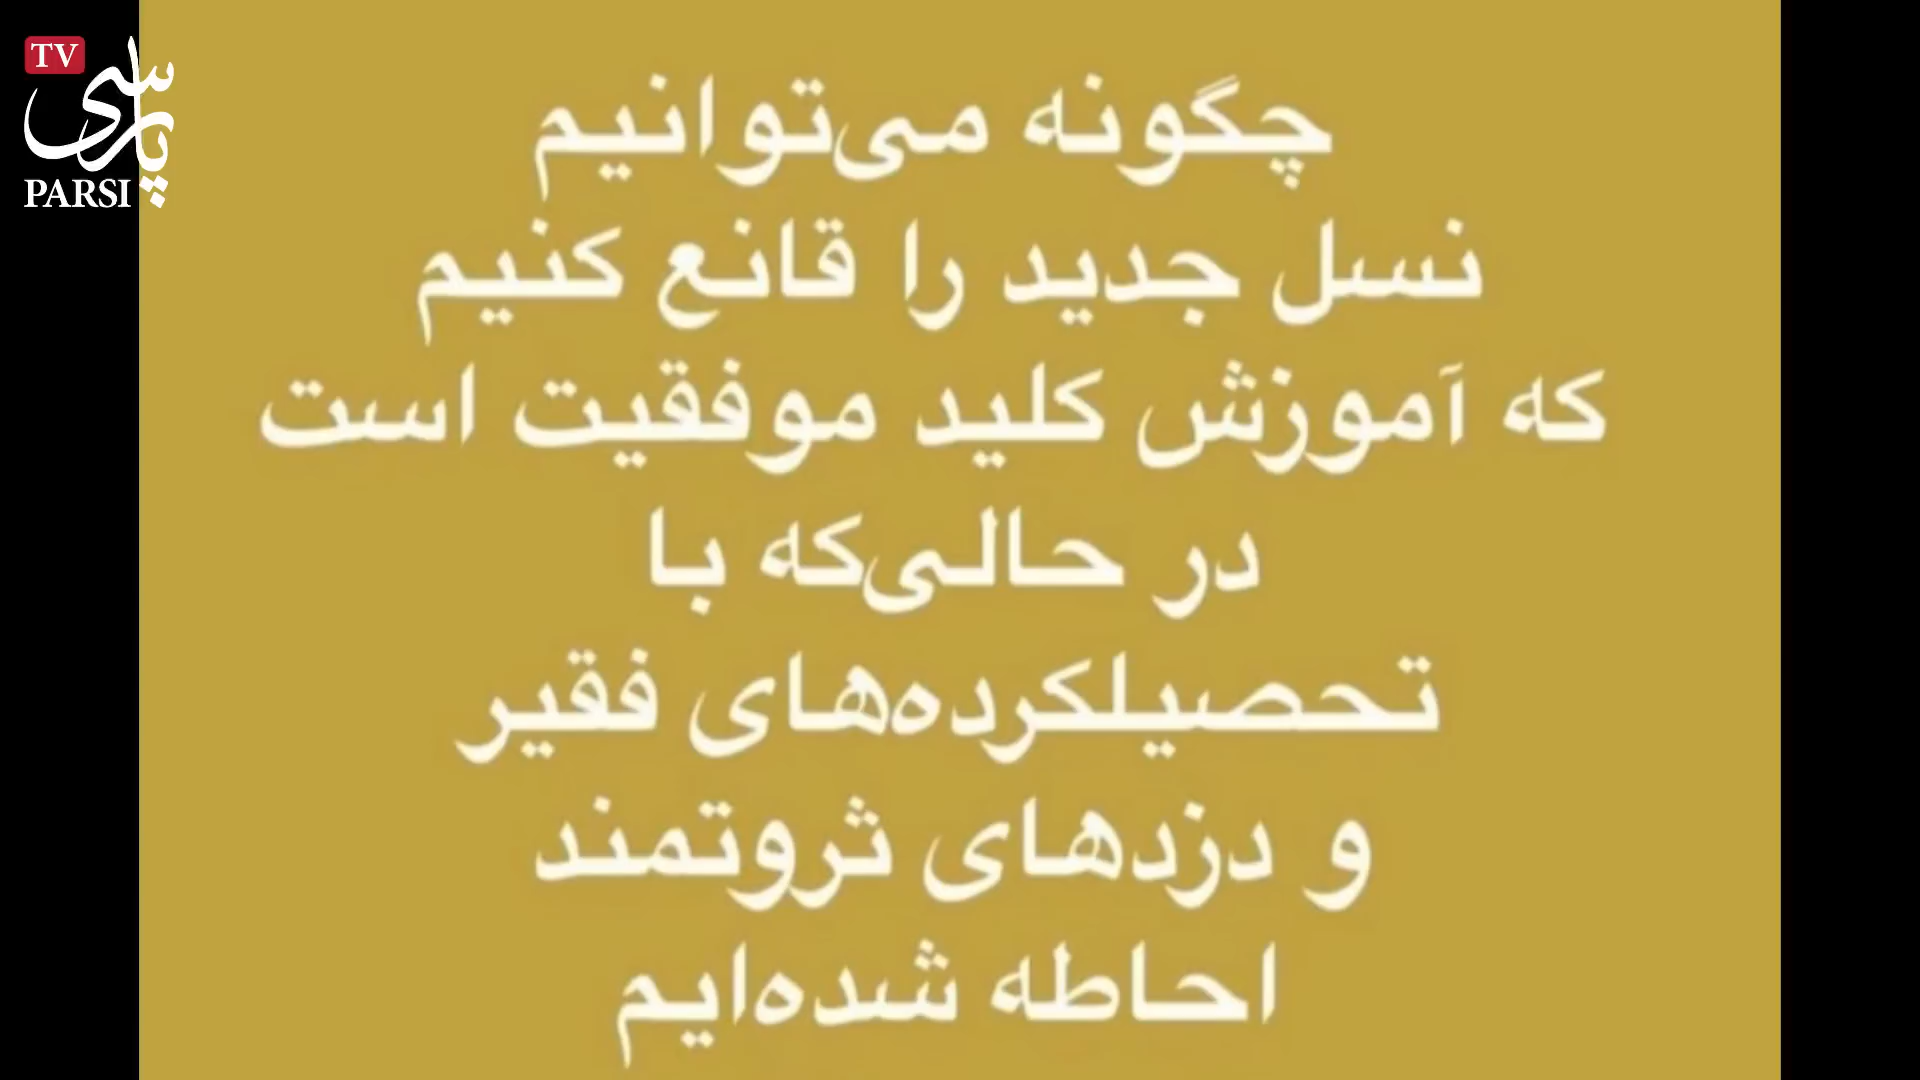 TV
پارسی
PARSI
چگونه می‌توانیم
نسل جدید را قانع کنیم
که آموزش کلید موفقیت است
در حالی‌که با
تحصیلکرده‌های فقیر
و دزدهای ثروتمند
احاطه شده‌ایم